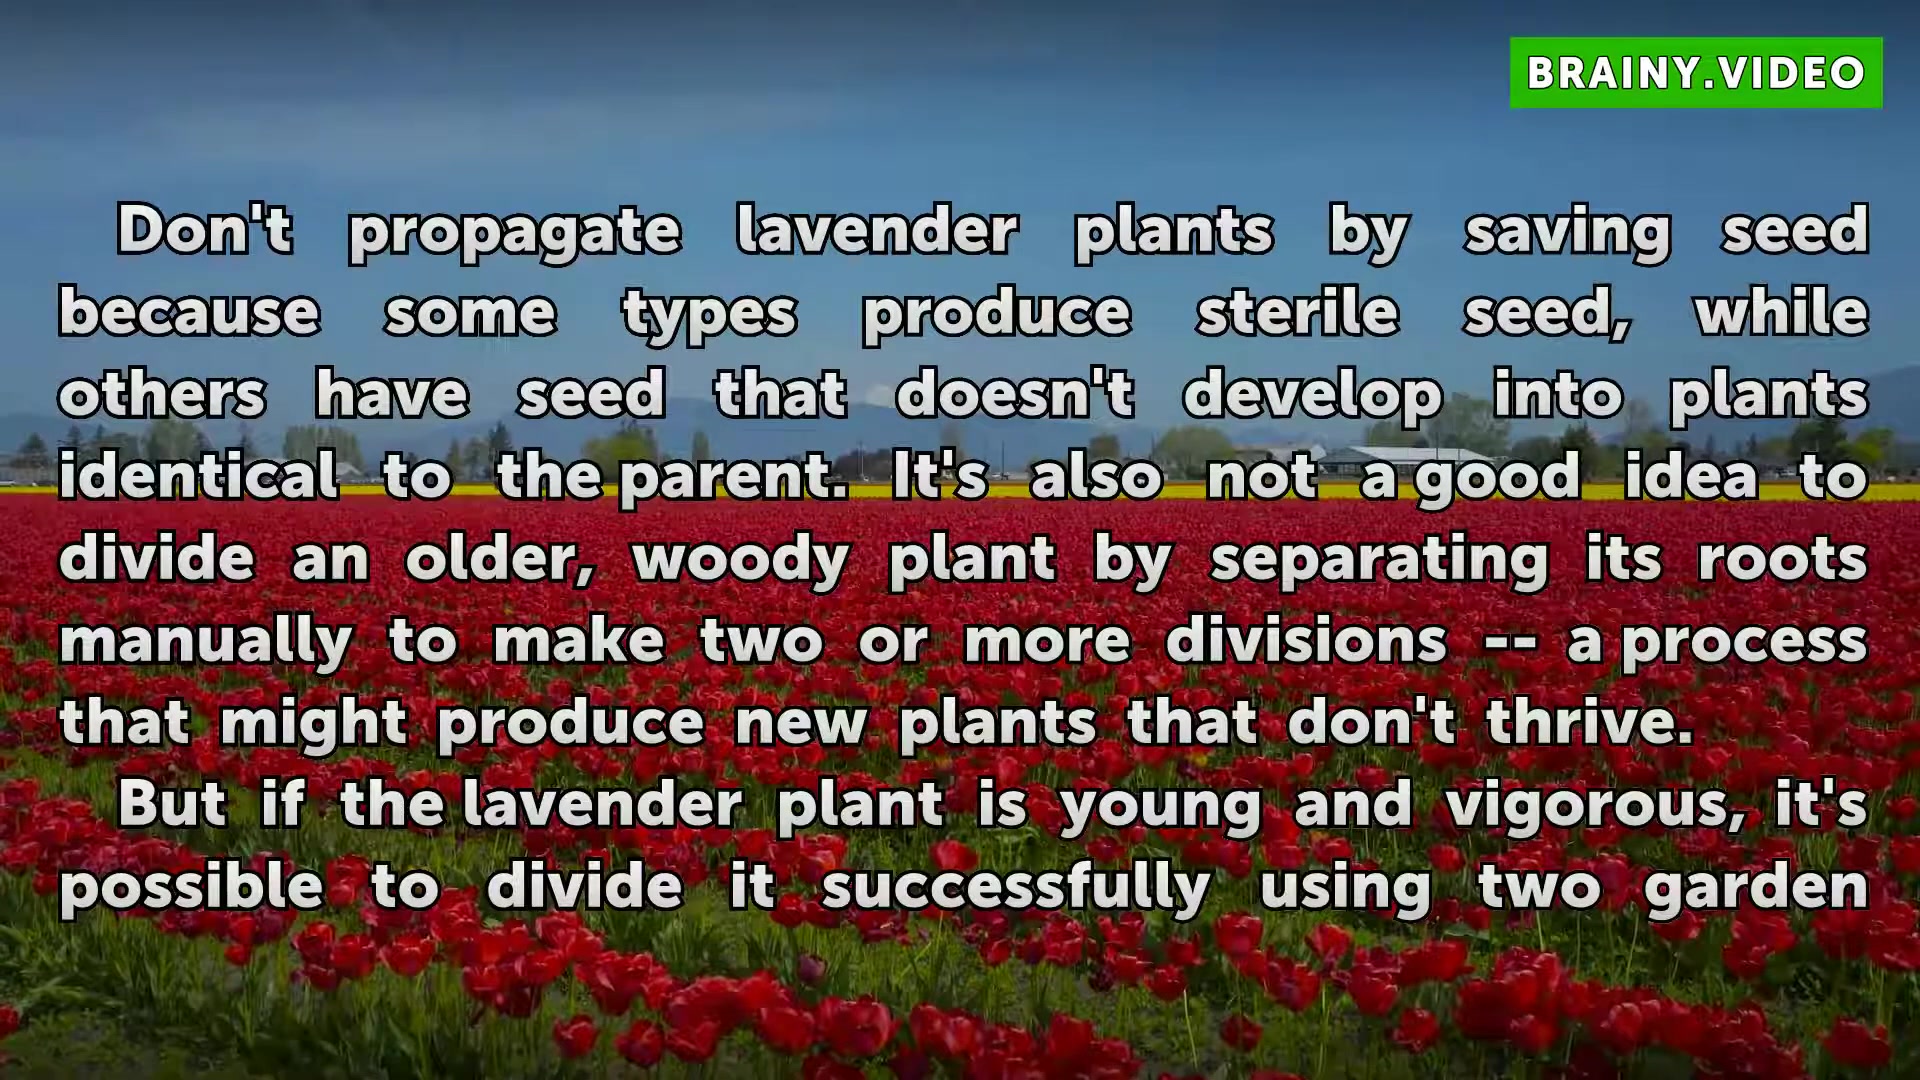 BRAINY.VIDEO
Don't propagate lavender plants by saving seed
because some types produce sterile seed, while
others have seed that doesn't develop into plants
identical to the parent. It's also not a good idea to
divide an older, woody plant by separating its roots
manually to make two or more divisions -- a process
that might produce new plants that don't thrive.
But if the lavender plant is young and vigorous, it's
possible to divide it successfully using two garden